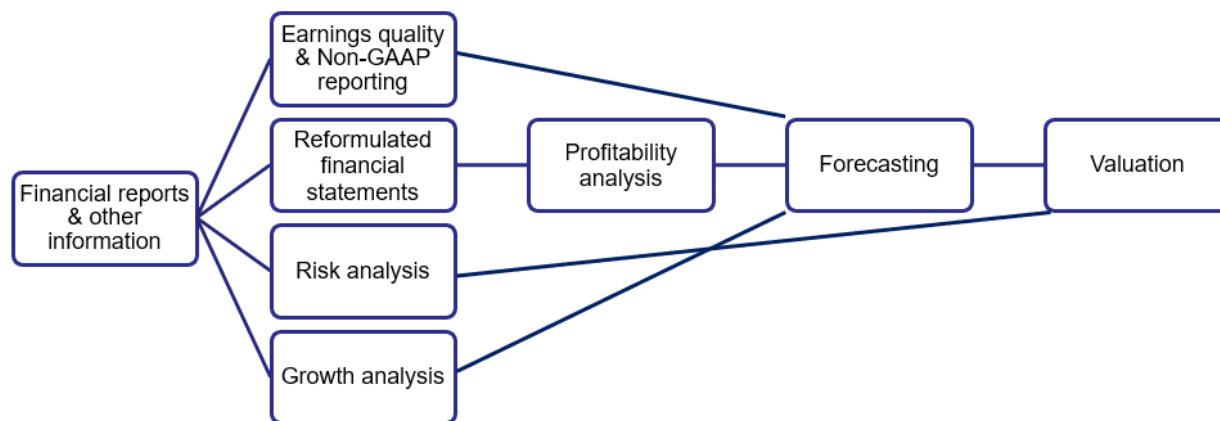 Financial reports
& other
information
Earnings quality
& Non-GAAP
reporting
Reformulated
financial
statements
Risk analysis
Growth analysis
Profitability
analysis
Forecasting
Valuation